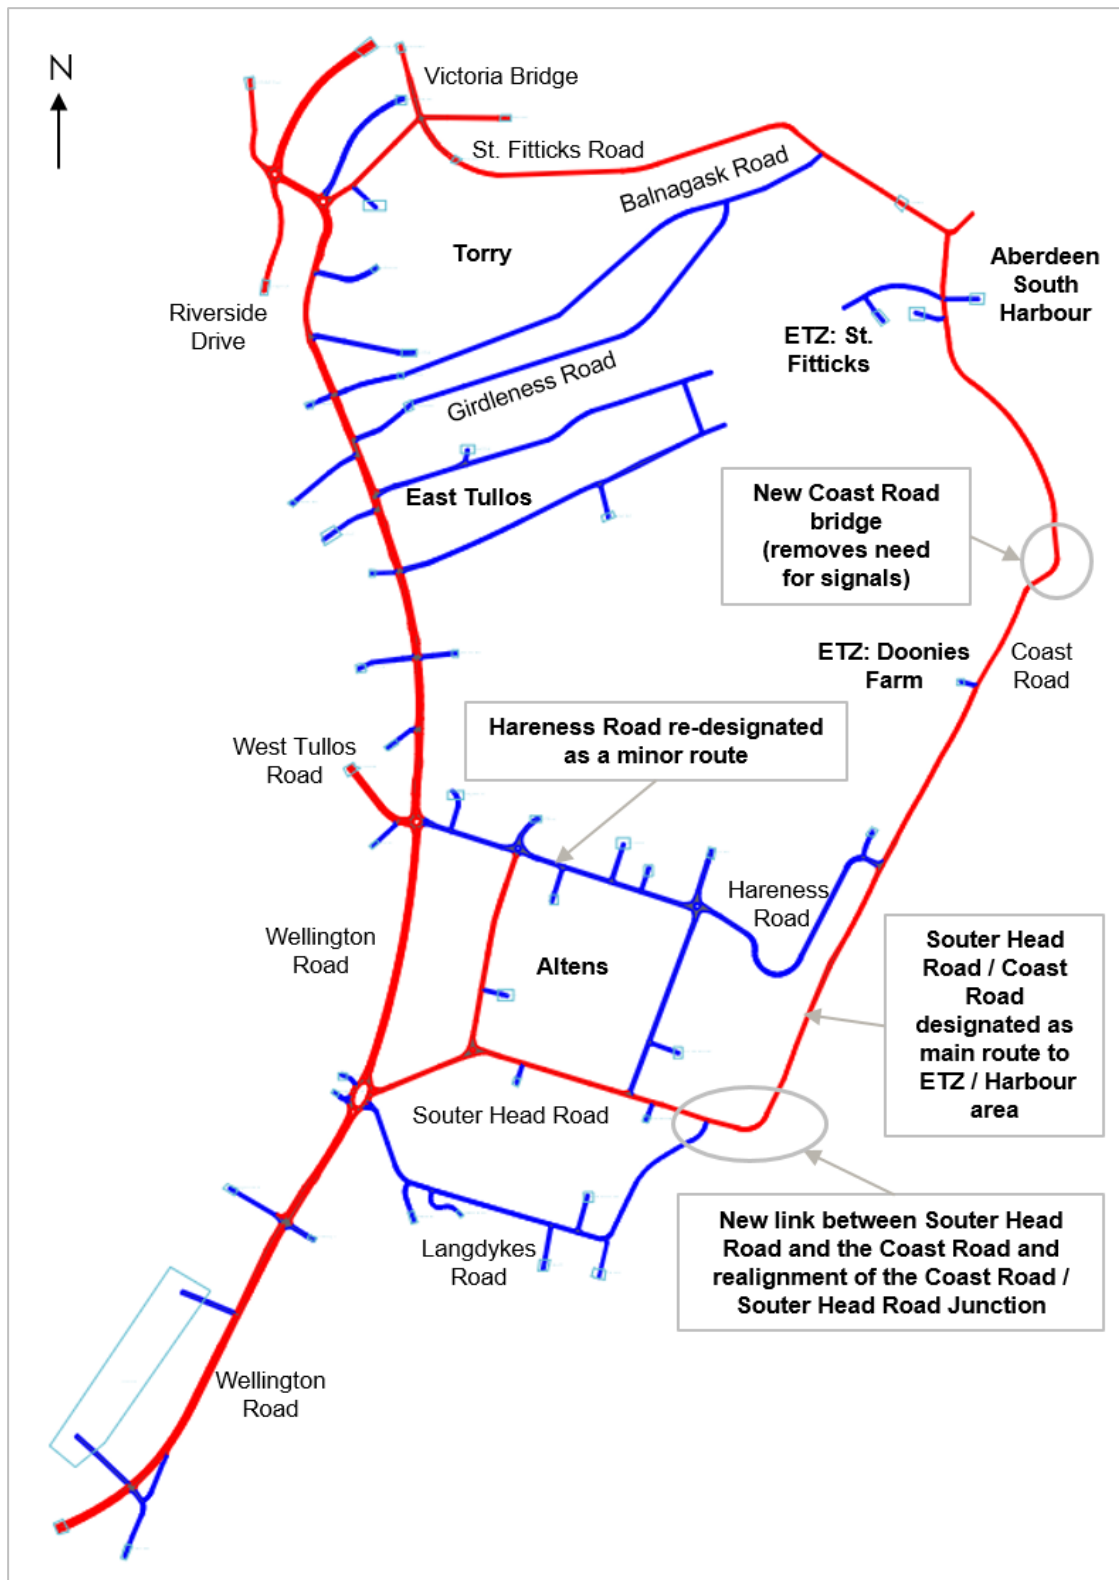 N
Victoria Bridge
St. Fitticks Road
Balnagask Road
Torry
Aberdeen
South
Harbour
Riverside
Drive
ETZ: St.
Fitticks
Girdleness Road
East Tullos
New Coast Road
bridge
(removes need
for signals)
ETZ: Doonies
Farm
Coast
Road
Hareness Road re-designated
as a minor route
West Tullos
Road
Hareness
Road
Wellington
Road
Altens
Souter Head
Road / Coast
Road
designated as
main route to
ETZ / Harbour
area
Souter Head Road
New link between Souter Head
Road and the Coast Road and
realignment of the Coast Road /
Souter Head Road Junction
Langdykes
Road
Wellington
Road